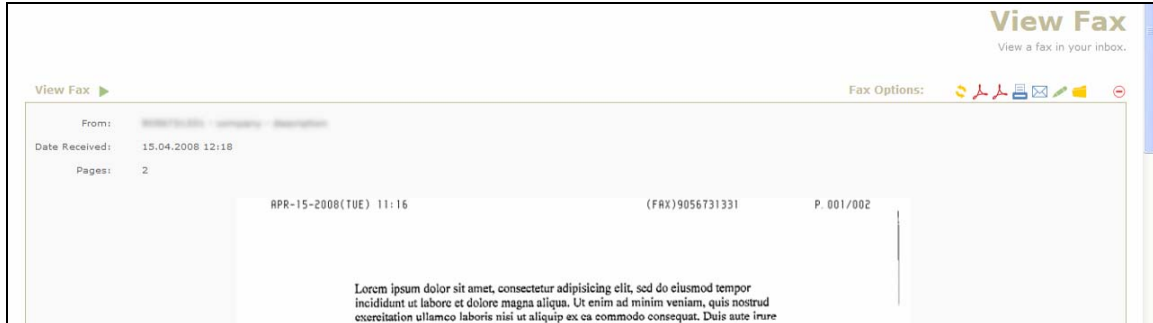 View Fax
View a fax in your inbox.
View Fax
Fax Options:
From: - company - description
Date Received: 15.04.2008 12:18
Pages: 2
APR-15-2008(TUE) 11:16 (FAX)9056731331 P. 001/002
Lorem ipsum dolor sit amet, consectetur adipisicing elit, sed do eiusmod tempor
incididunt ut labore et dolore magna aliqua. Ut enim ad minim veniam, quis nostrud
exercitation ullamco laboris nisi ut aliquip ex ea commodo consequat. Duis aute irure